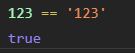 123 == '123'
true